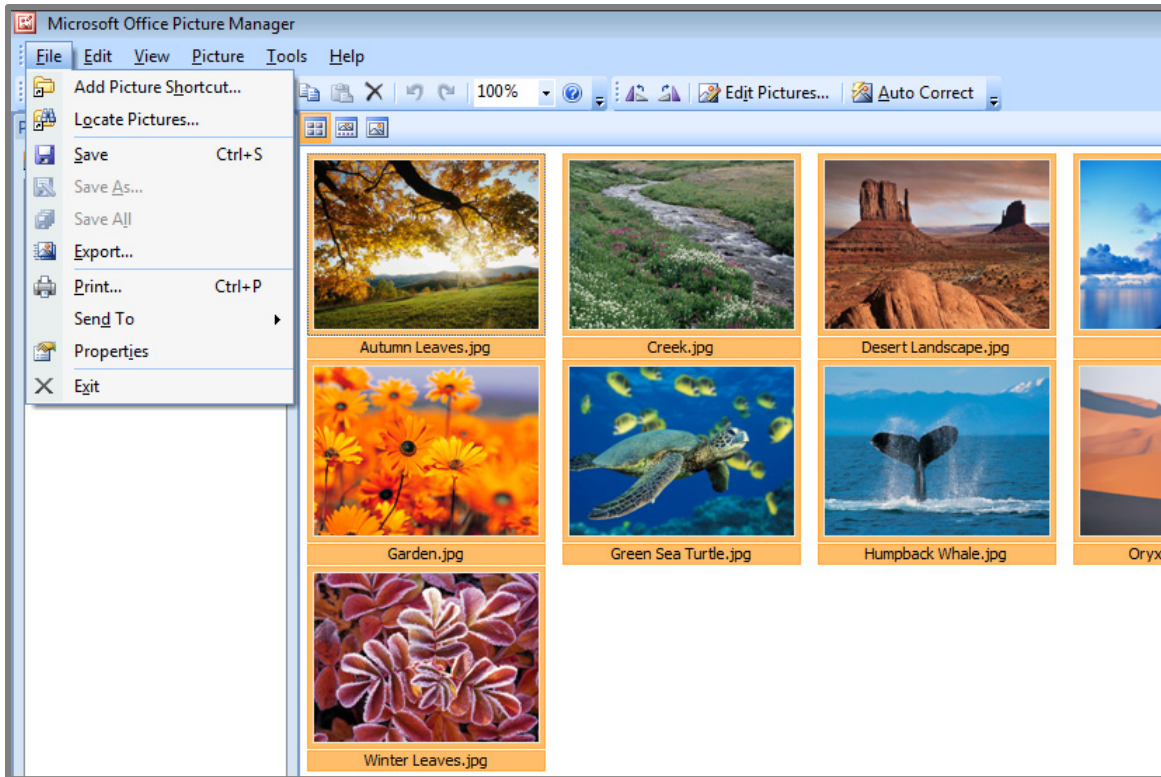 Microsoft Office Picture Manager
File Edit View Picture Tools Help
100% Edit Pictures... Auto Correct
Add Picture Shortcut...
Locate Pictures...
Save Ctrl+S
Save As...
Save All
Export...
Print... Ctrl+P
Send To
Properties
Exit
Autumn Leaves.jpg Creek.jpg Desert Landscape.jpg
Garden.jpg Green Sea Turtle.jpg Humpback Whale.jpg Oryx
Winter Leaves.jpg